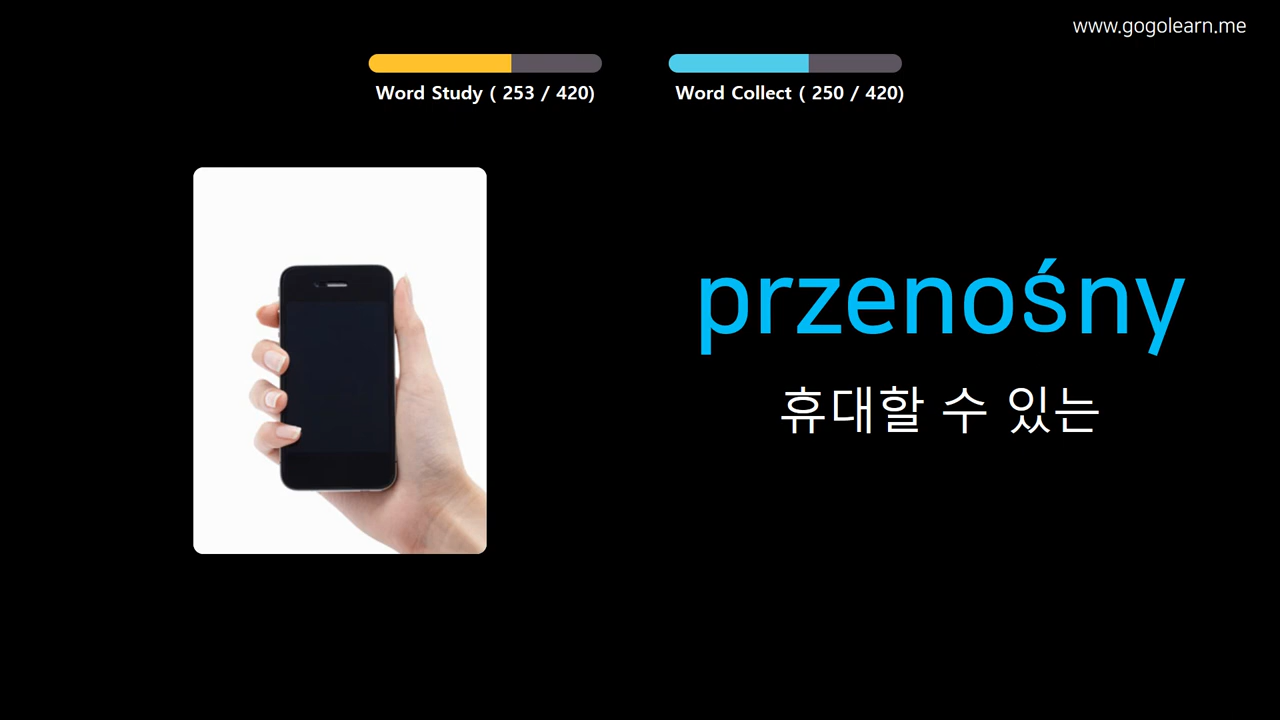 www.gogolearn.me
Word Study ( 253 / 420)
Word Collect ( 250 / 420)
przenośny
휴대할 수 있는